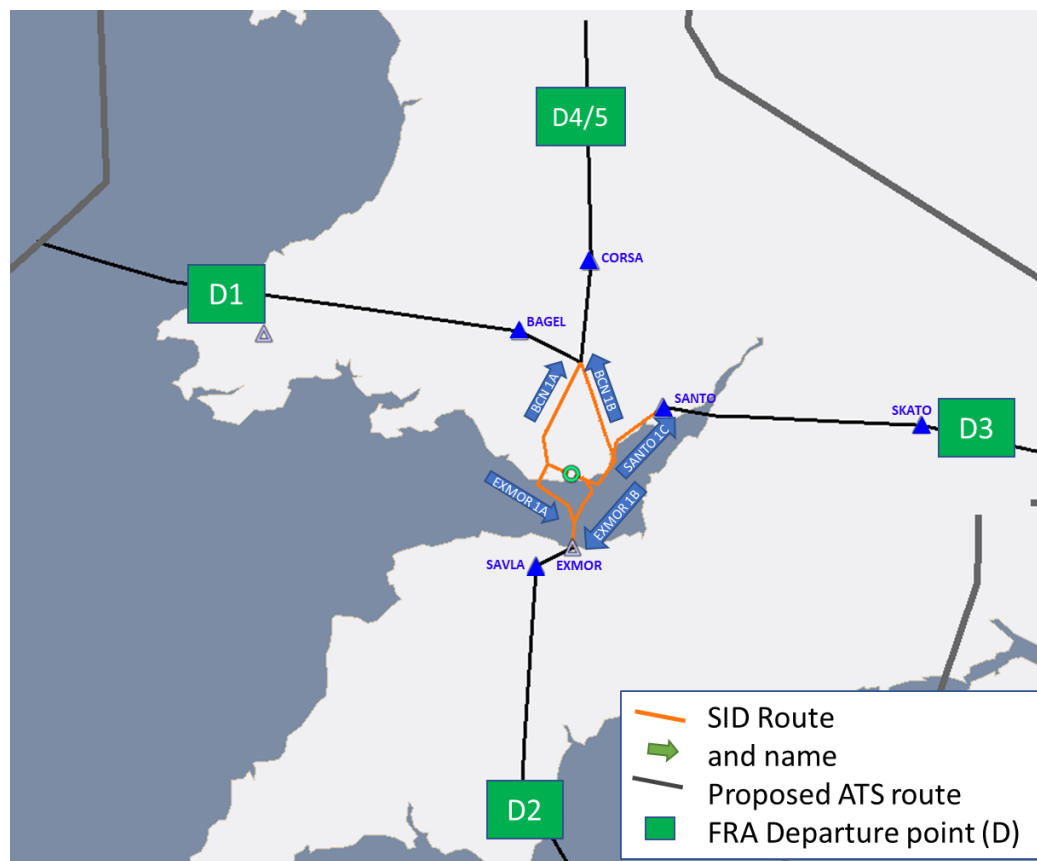 D4/5
CORSA
D1
BAGEL
BCN 1A
BCN 1B
SANTO
SKATO
D3
SANTO 1C
EXMOR 1A
EXMOR 1B
SAVLA
EXMOR
D2
SID Route
and name
Proposed ATS route
FRA Departure point (D)